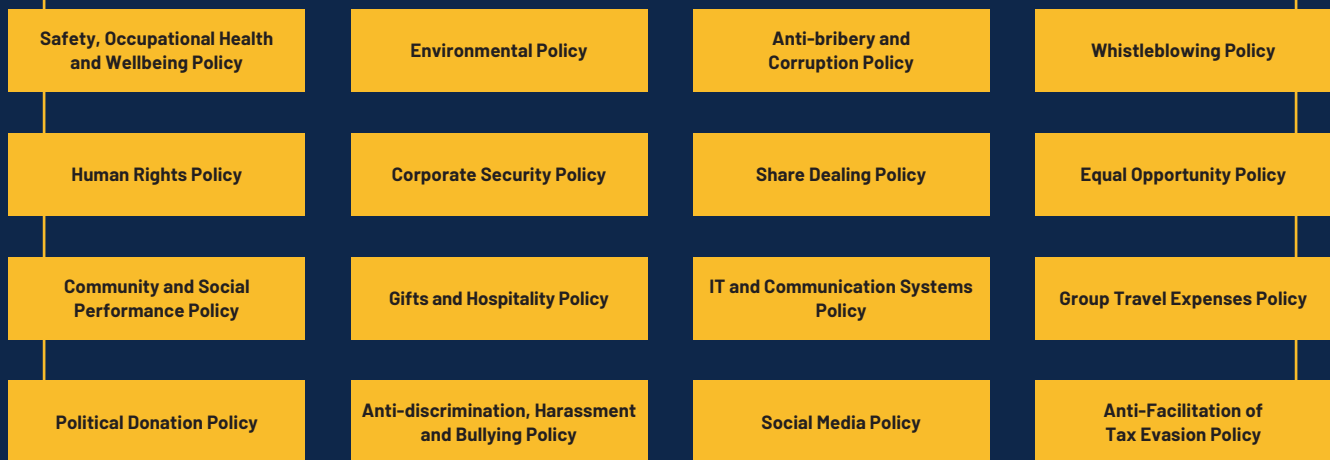 Safety, Occupational Health
and Wellbeing Policy
Environmental Policy
Anti-bribery and
Corruption Policy
Whistleblowing Policy
Human Rights Policy
Corporate Security Policy
Share Dealing Policy
Equal Opportunity Policy
Community and Social
Performance Policy
Gifts and Hospitality Policy
IT and Communication Systems
Policy
Group Travel Expenses Policy
Political Donation Policy
Anti-discrimination, Harassment
and Bullying Policy
Social Media Policy
Anti-Facilitation of
Tax Evasion Policy